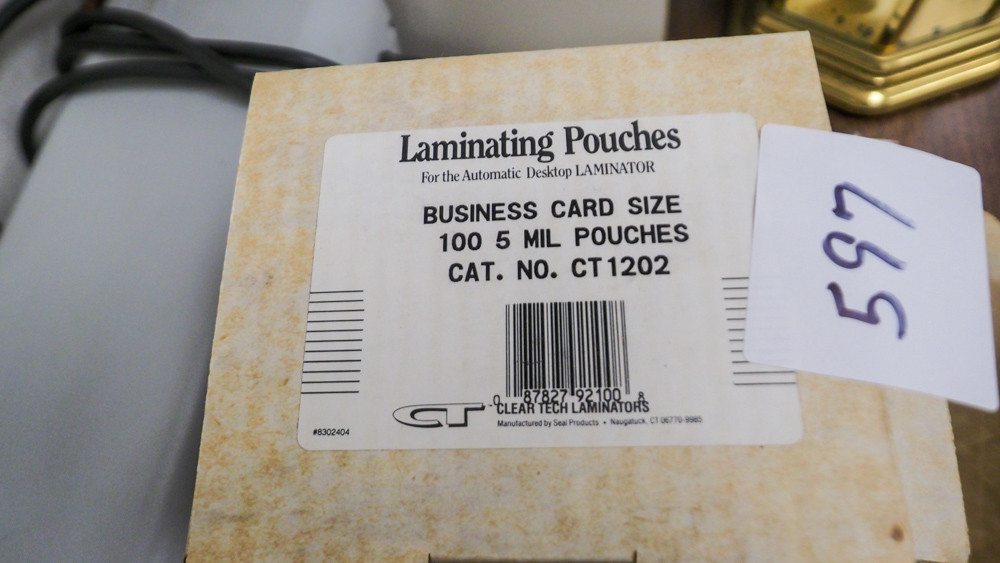 Laminating Pouches
For the Automatic Desktop LAMINATOR
BUSINESS CARD SIZE
100 5 MIL POUCHES
CAT. NO. CT1202
0 87827 92100 8
CT CLEAR TECH LAMINATORS
Manufactured by Seal Products • Naugatuck, CT 06770-9985
#8302404
597